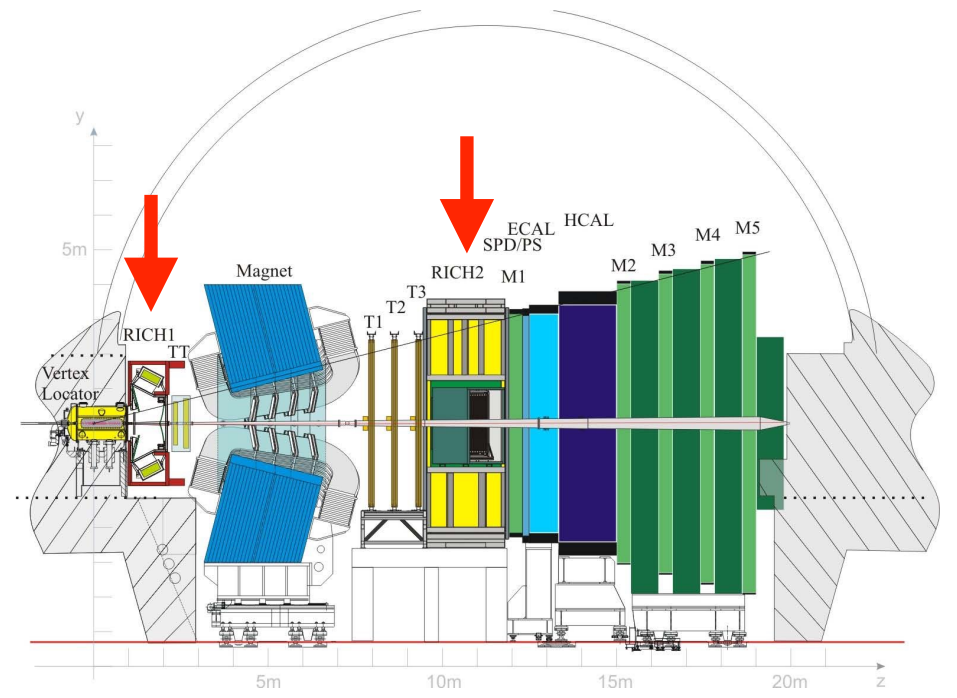 y
5m
ECAL
HCAL
SPD/PS
M5
M4
M3
M2
Magnet
RICH2
M1
T3
T2
T1
RICH1
TT
Vertex
Locator
5m
10m
15m
20m
z